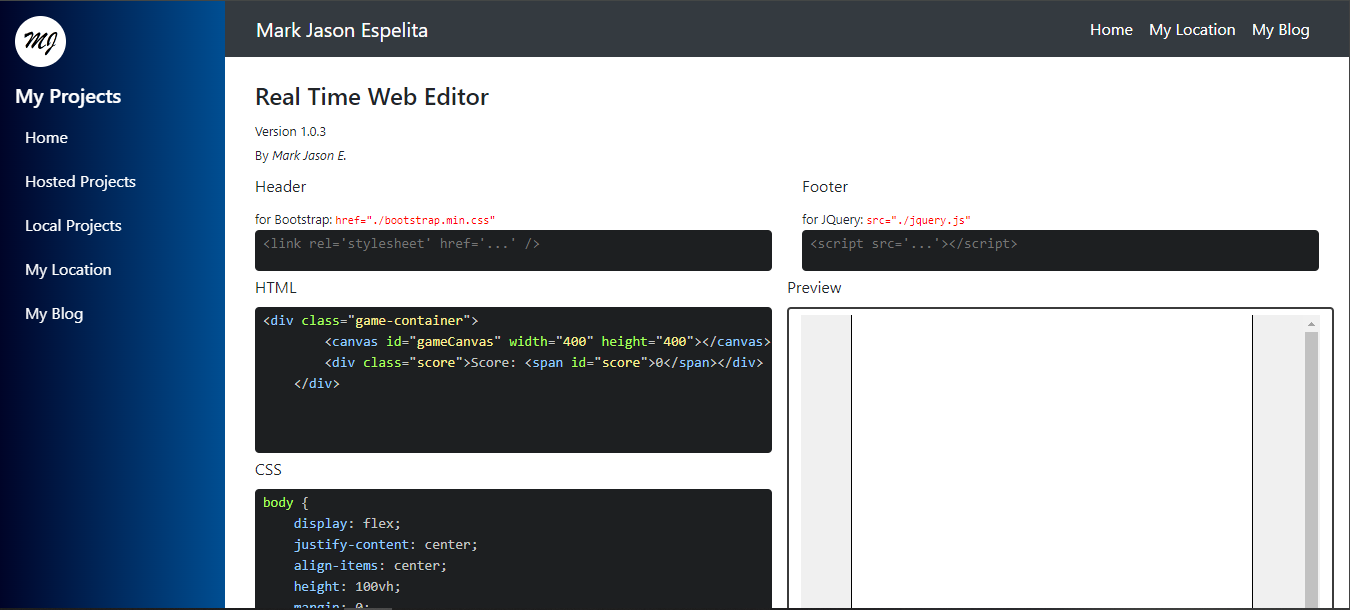 MJ
My Projects
Home
Hosted Projects
Local Projects
My Location
My Blog
Mark Jason Espelita
Home My Location My Blog
Real Time Web Editor
Version 1.0.3
By Mark Jason E.
Header
for Bootstrap: href="./bootstrap.min.css"
<link rel='stylesheet' href='...' />
Footer
for JQuery: src="./jquery.js"
<script src='...'></script>
HTML
<div class="game-container">
<canvas id="gameCanvas" width="400" height="400"></canvas>
<div class="score">Score: <span id="score">0</span></div>
</div>
Preview
CSS
body {
display: flex;
justify-content: center;
align-items: center;
height: 100vh;
margin: 0;